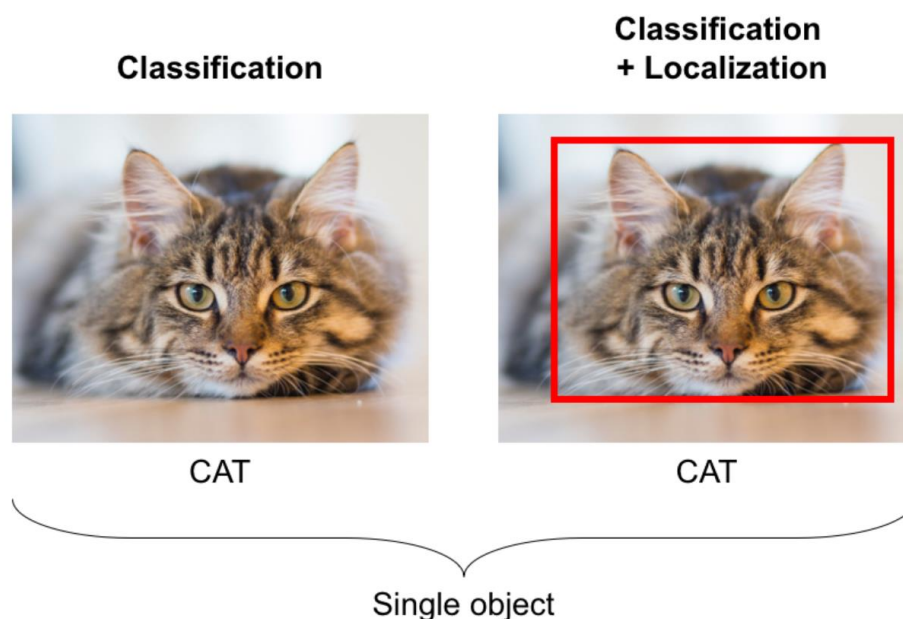 Classification
Classification
+ Localization
CAT
CAT
Single object